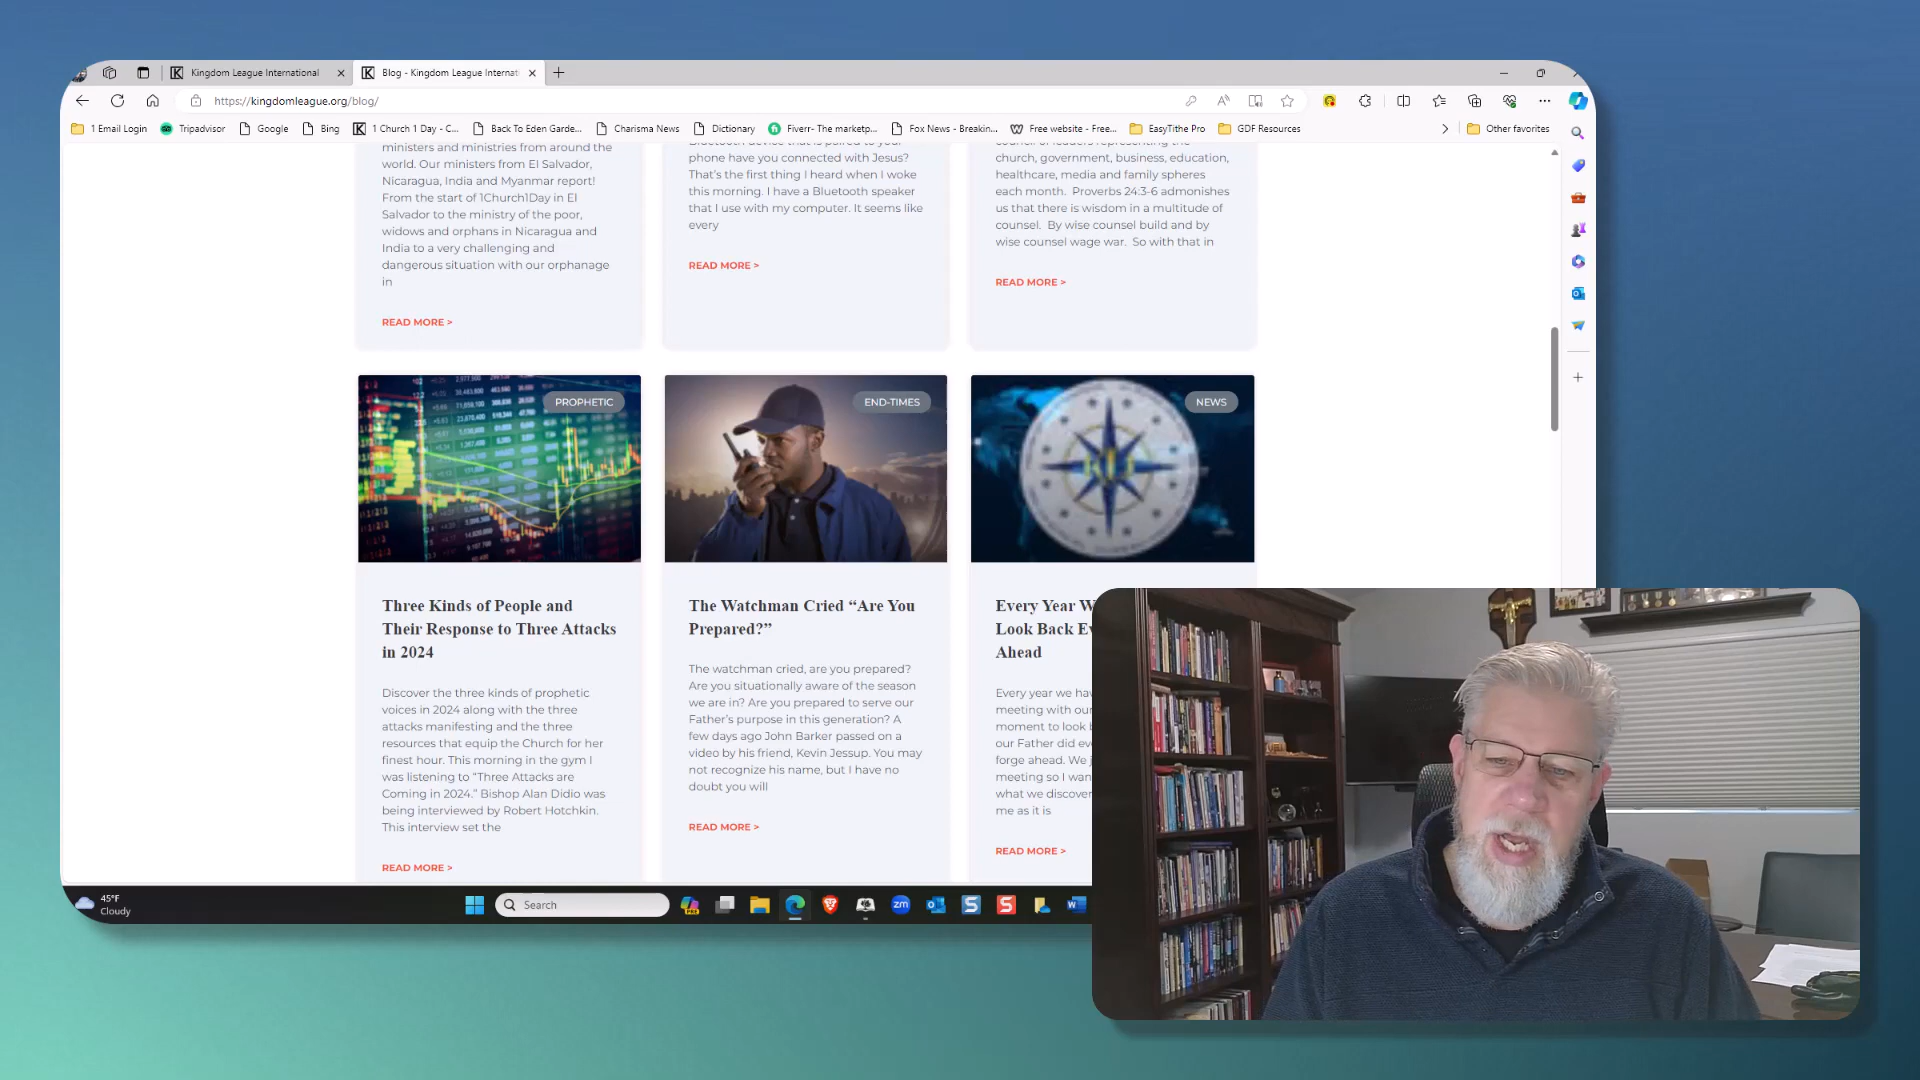 Kingdom League International
Blog - Kingdom League Internat
https://kingdomleague.org/blog/
1 Email Login
Tripadvisor
Google
Bing
1 Church 1 Day - C...
Back To Eden Garde...
Charisma News
Dictionary
Fiverr- The marketp...
Fox News - Breakin...
Free website - Free...
EasyTithe Pro
GDF Resources
Other favorites
ministers and ministries from around the
world. Our ministers from El Salvador,
Nicaragua, India and Myanmar report!
From the start of 1Church1Day in El
Salvador to the ministry of the poor,
widows and orphans in Nicaragua and
India to a very challenging and
dangerous situation with our orphanage
in
READ MORE >
Bluetooth device that is paired to your
phone have you connected with Jesus?
That's the first thing I heard when I woke
this morning. I have a Bluetooth speaker
that I use with my computer. It seems like
every
READ MORE >
council of leaders representing the
church, government, business, education,
healthcare, media and family spheres
each month. Proverbs 24:3-6 admonishes
us that there is wisdom in a multitude of
counsel. By wise counsel build and by
wise counsel wage war. So with that in
READ MORE >
PROPHETIC
Three Kinds of People and
Their Response to Three Attacks
in 2024
Discover the three kinds of prophetic
voices in 2024 along with the three
attacks manifesting and the three
resources that equip the Church for her
finest hour. This morning in the gym I
was listening to “Three Attacks are
Coming in 2024.” Bishop Alan Didio was
being interviewed by Robert Hotchkin.
This interview set the
READ MORE >
END-TIMES
The Watchman Cried “Are You
Prepared?”
The watchman cried, are you prepared?
Are you situationally aware of the season
we are in? Are you prepared to serve our
Father's purpose in this generation? A
few days ago John Barker passed on a
video by his friend, Kevin Jessup. You may
not recognize his name, but I have no
doubt you will
READ MORE >
NEWS
KLI
Every Year W
Look Back Ev
Ahead
Every year we hav
meeting with our
moment to look b
our Father did eve
forge ahead. We j
meeting so I wan
what we discover
me as it is
READ MORE >
45°F
Cloudy
Search
zm